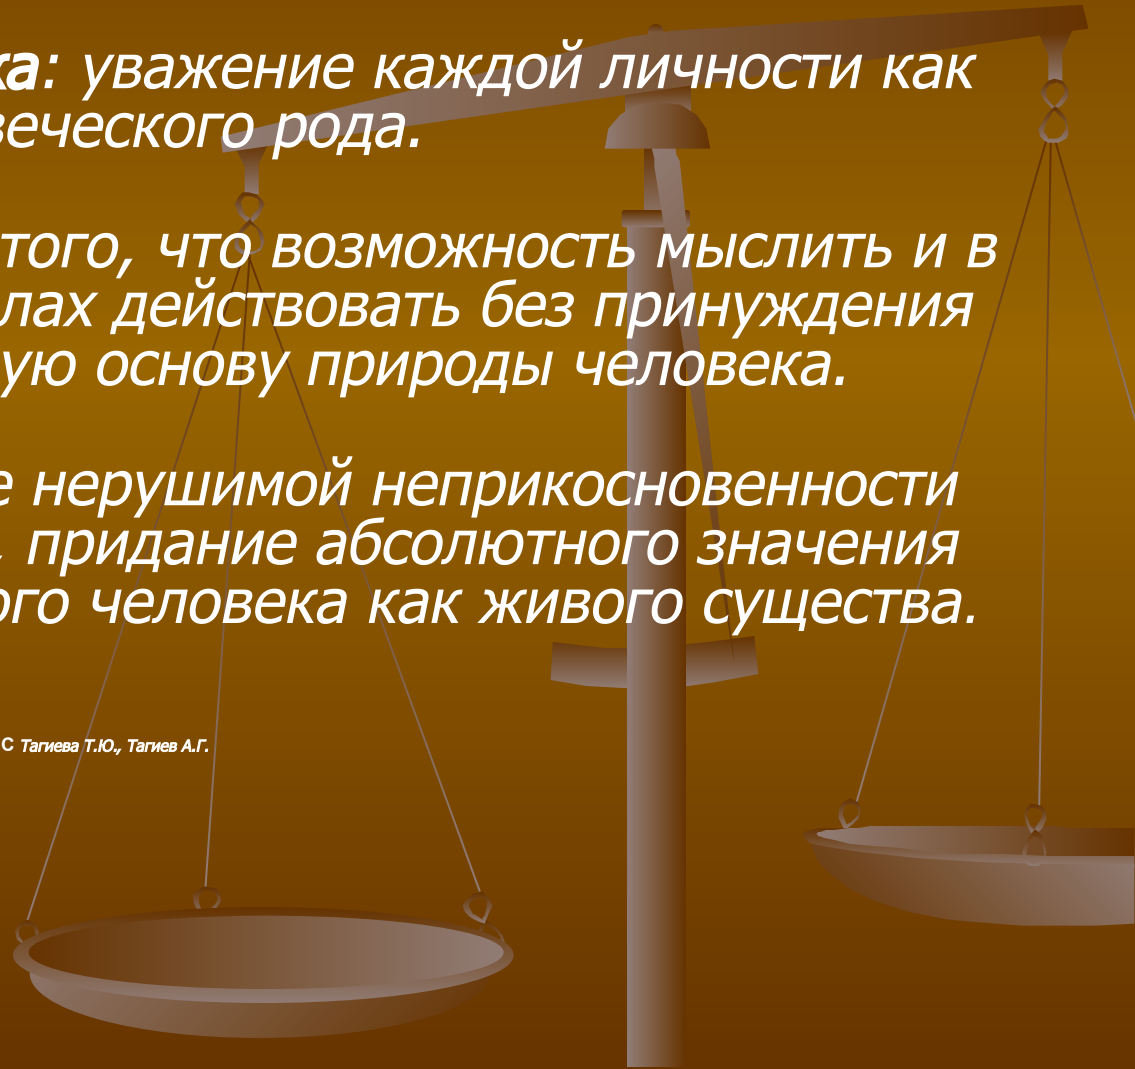 ка: уважение каждой личности как
веческого рода.
того, что возможность мыслить и в
лах действовать без принуждения
ую основу природы человека.
е нерушимой неприкосновенности
, придание абсолютного значения
ого человека как живого существа.
С Тагиева Т.Ю., Тагиев А.Г.